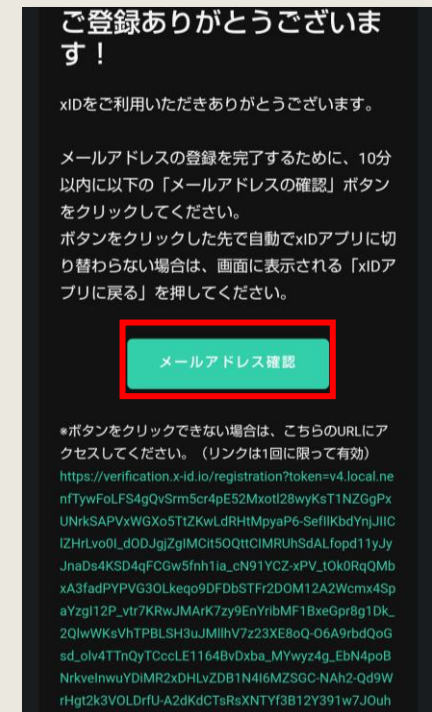 ご登録ありがとうございま
す！
xIDをご利用いただきありがとうございます。
メールアドレスの登録を完了するために、10分
以内に以下の「メールアドレスの確認」ボタン
をクリックしてください。
ボタンをクリックした先で自動でxIDアプリに切
り替わらない場合は、画面に表示される「xIDア
プリに戻る」を押してください。
メールアドレス確認
※ボタンをクリックできない場合は、こちらのURLにア
クセスしてください。（リンクは1回に限って有効）
https://verification.x-id.io/registration?token=v4.local.ne
nfTywFoLFS4gQvSrm5cr4pE52Mxotl28wyKsT1NZGgPx
UNrkSAPVxWGXo5TtZKwLdRHtMpyaP6-SefIlKbdYnjJIIC
lZHrLvo0I_dODJgjZgIMCit5OQttCIMRUhSdALfopd11yJy
JnaDs4KSD4qFCGw5fnh1ia_cN91YCZ-xPV_tOk0RqQMb
xA3fadPYPVG3OLkeqo9DFDbSTFr2DOM12A2Wcmx4Sp
aYzgI12P_vtr7KRwJMArK7zy9EnYribMF1BxeGpr8g1Dk_
2QlwWKsVhTPBLSH3uJMIlhV7z23XE8oQ-O6A9rbdQoG
sd_olv4TTnQyTCccLE1164BvDxba_MYwyz4g_EbN4poB
NrkvelnwuYDiMR2xDHLvZDB1N4I6MZSGC-NAh2-Qd9W
rHgt2k3VOLDrfU-A2dKdCTsRsXNTYf3B12Y391w7JOuh